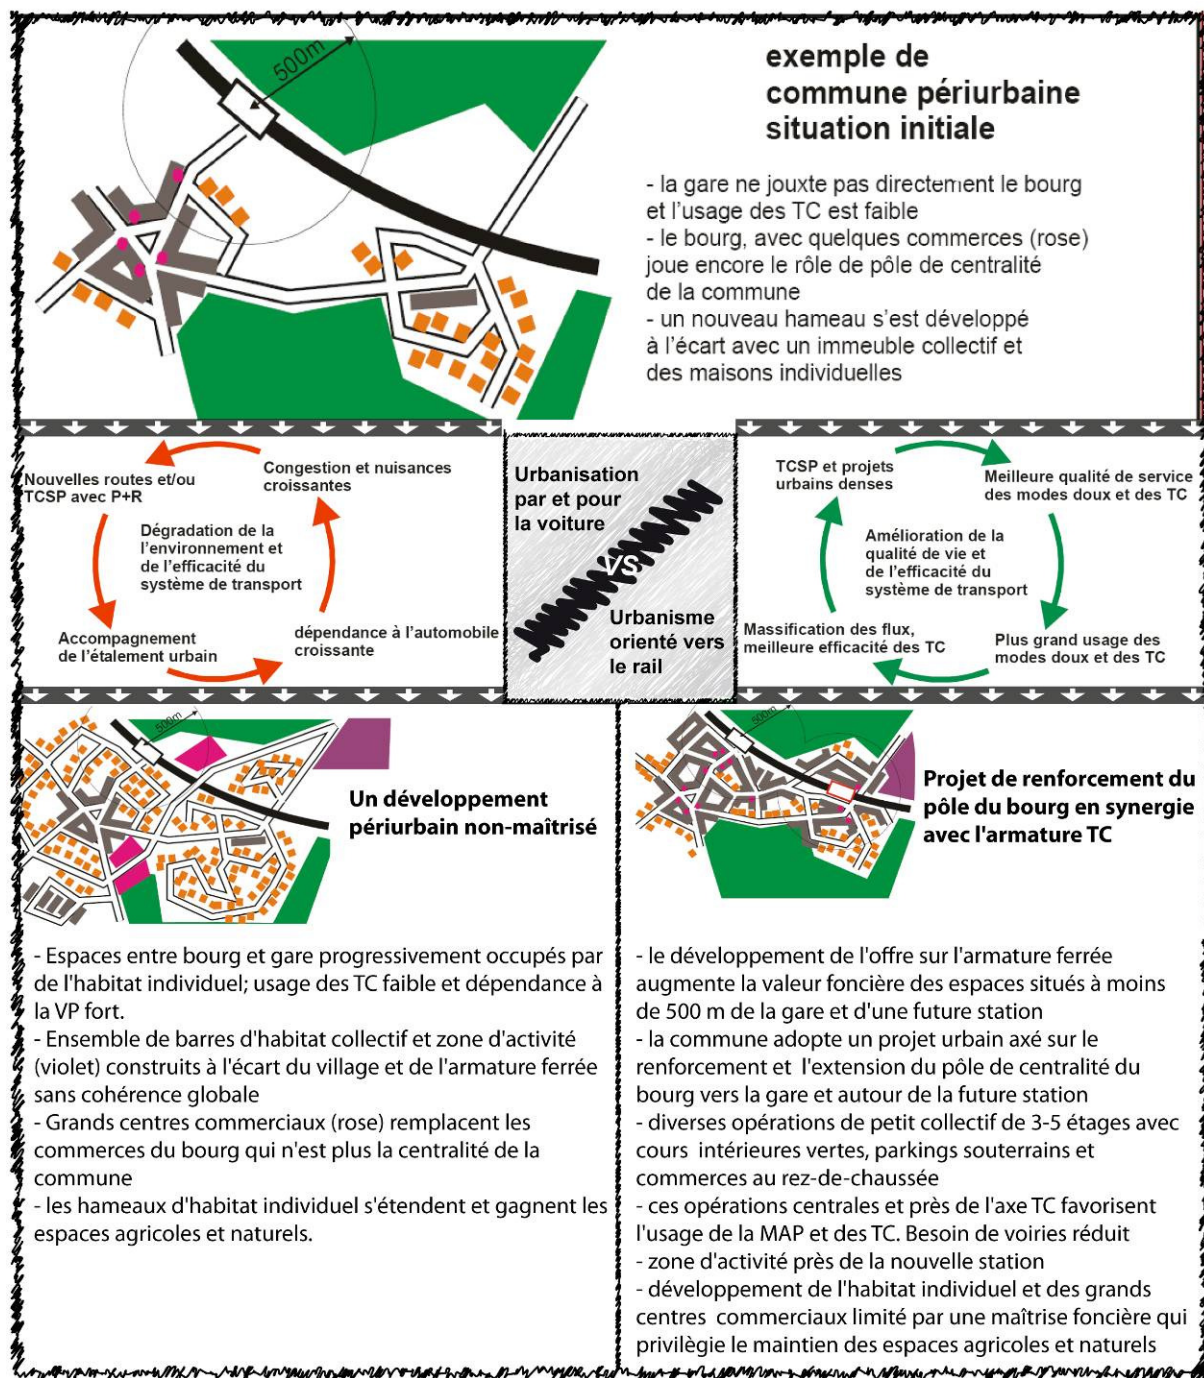 500m
exemple de
commune périurbaine
situation initiale
- la gare ne jouxte pas directement le bourg
et l'usage des TC est faible
- le bourg, avec quelques commerces (rose)
joue encore le rôle de pôle de centralité
de la commune
- un nouveau hameau s'est développé
à l'écart avec un immeuble collectif et
des maisons individuelles
Nouvelles routes et/ou
TCSP avec P+R
Congestion et nuisances
croissantes
Dégradation de la
l'environnement et
de l'efficacité du
système de transport
Accompagnement
de l'étalement urbain
dépendance à l'automobile
croissante
Urbanisation
par et pour
la voiture
VS
Urbanisme
orienté vers
le rail
TCSP et projets
urbains denses
Meilleure qualité de service
des modes doux et des TC
Amélioration de la
qualité de vie et
de l'efficacité du
système de transport
Massification des flux,
meilleure efficacité des TC
Plus grand usage des
modes doux et des TC
500m
Un développement
périurbain non-maîtrisé
- Espaces entre bourg et gare progressivement occupés par
de l'habitat individuel; usage des TC faible et dépendance à
la VP fort.
- Ensemble de barres d'habitat collectif et zone d'activité
(violet) construits à l'écart du village et de l'armature ferrée
sans cohérence globale
- Grands centres commerciaux (rose) remplacent les
commerces du bourg qui n'est plus la centralité de la
commune
- les hameaux d'habitat individuel s'étendent et gagnent les
espaces agricoles et naturels.
500m
Projet de renforcement du
pôle du bourg en synergie
avec l'armature TC
- le développement de l'offre sur l'armature ferrée
augmente la valeur foncière des espaces situés à moins
de 500 m de la gare et d'une future station
- la commune adopte un projet urbain axé sur le
renforcement et l'extension du pôle de centralité du
bourg vers la gare et autour de la future station
- diverses opérations de petit collectif de 3-5 étages avec
cours intérieures vertes, parkings souterrains et
commerces au rez-de-chaussée
- ces opérations centrales et près de l'axe TC favorisent
l'usage de la MAP et des TC. Besoin de voiries réduit
- zone d'activité près de la nouvelle station
- développement de l'habitat individuel et des grands
centres commerciaux limité par une maîtrise foncière qui
privilègie le maintien des espaces agricoles et naturels